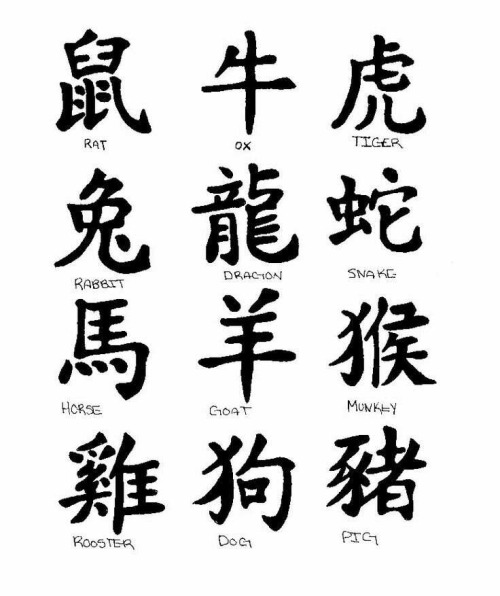 鼠 牛 虎
RAT OX TIGER
兔 龍 蛇
RABBIT DRAGON SNAKE
馬 羊 猴
HORSE GOAT MUNKEY
雞 狗 豬
ROOSTER DOG PIG